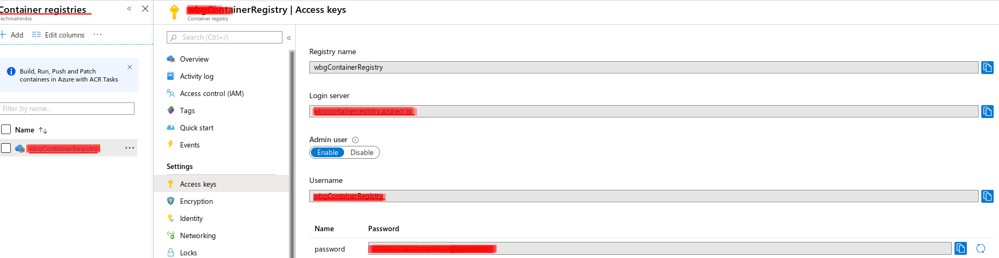 Container registries
Techmahindra
Add
Edit columns
Build, Run, Push and Patch
containers in Azure with ACR Tasks
Filter by name...
Name
wbgContainerRegistry
wbgContainerRegistry | Access keys
Container registry
Search (Ctrl+/)
Overview
Activity log
Access control (IAM)
Tags
Quick start
Events
Settings
Access keys
Encryption
Identity
Networking
Locks
Registry name
wbgContainerRegistry
Login server
wbgcontainerregistry.azurecr.io
Admin user
Enable
Disable
Username
wbgContainerRegistry
Name
Password
password